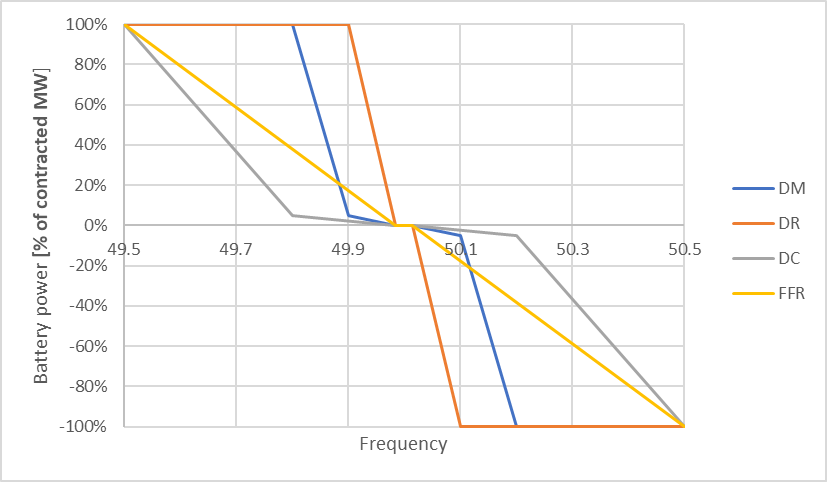 100%
80%
60%
40%
20%
0%
-20%
-40%
-60%
-80%
-100%
49.5 49.7 49.9 50.1 50.3 50.5
Battery power [% of contracted MW]
Frequency
DM
DR
DC
FFR